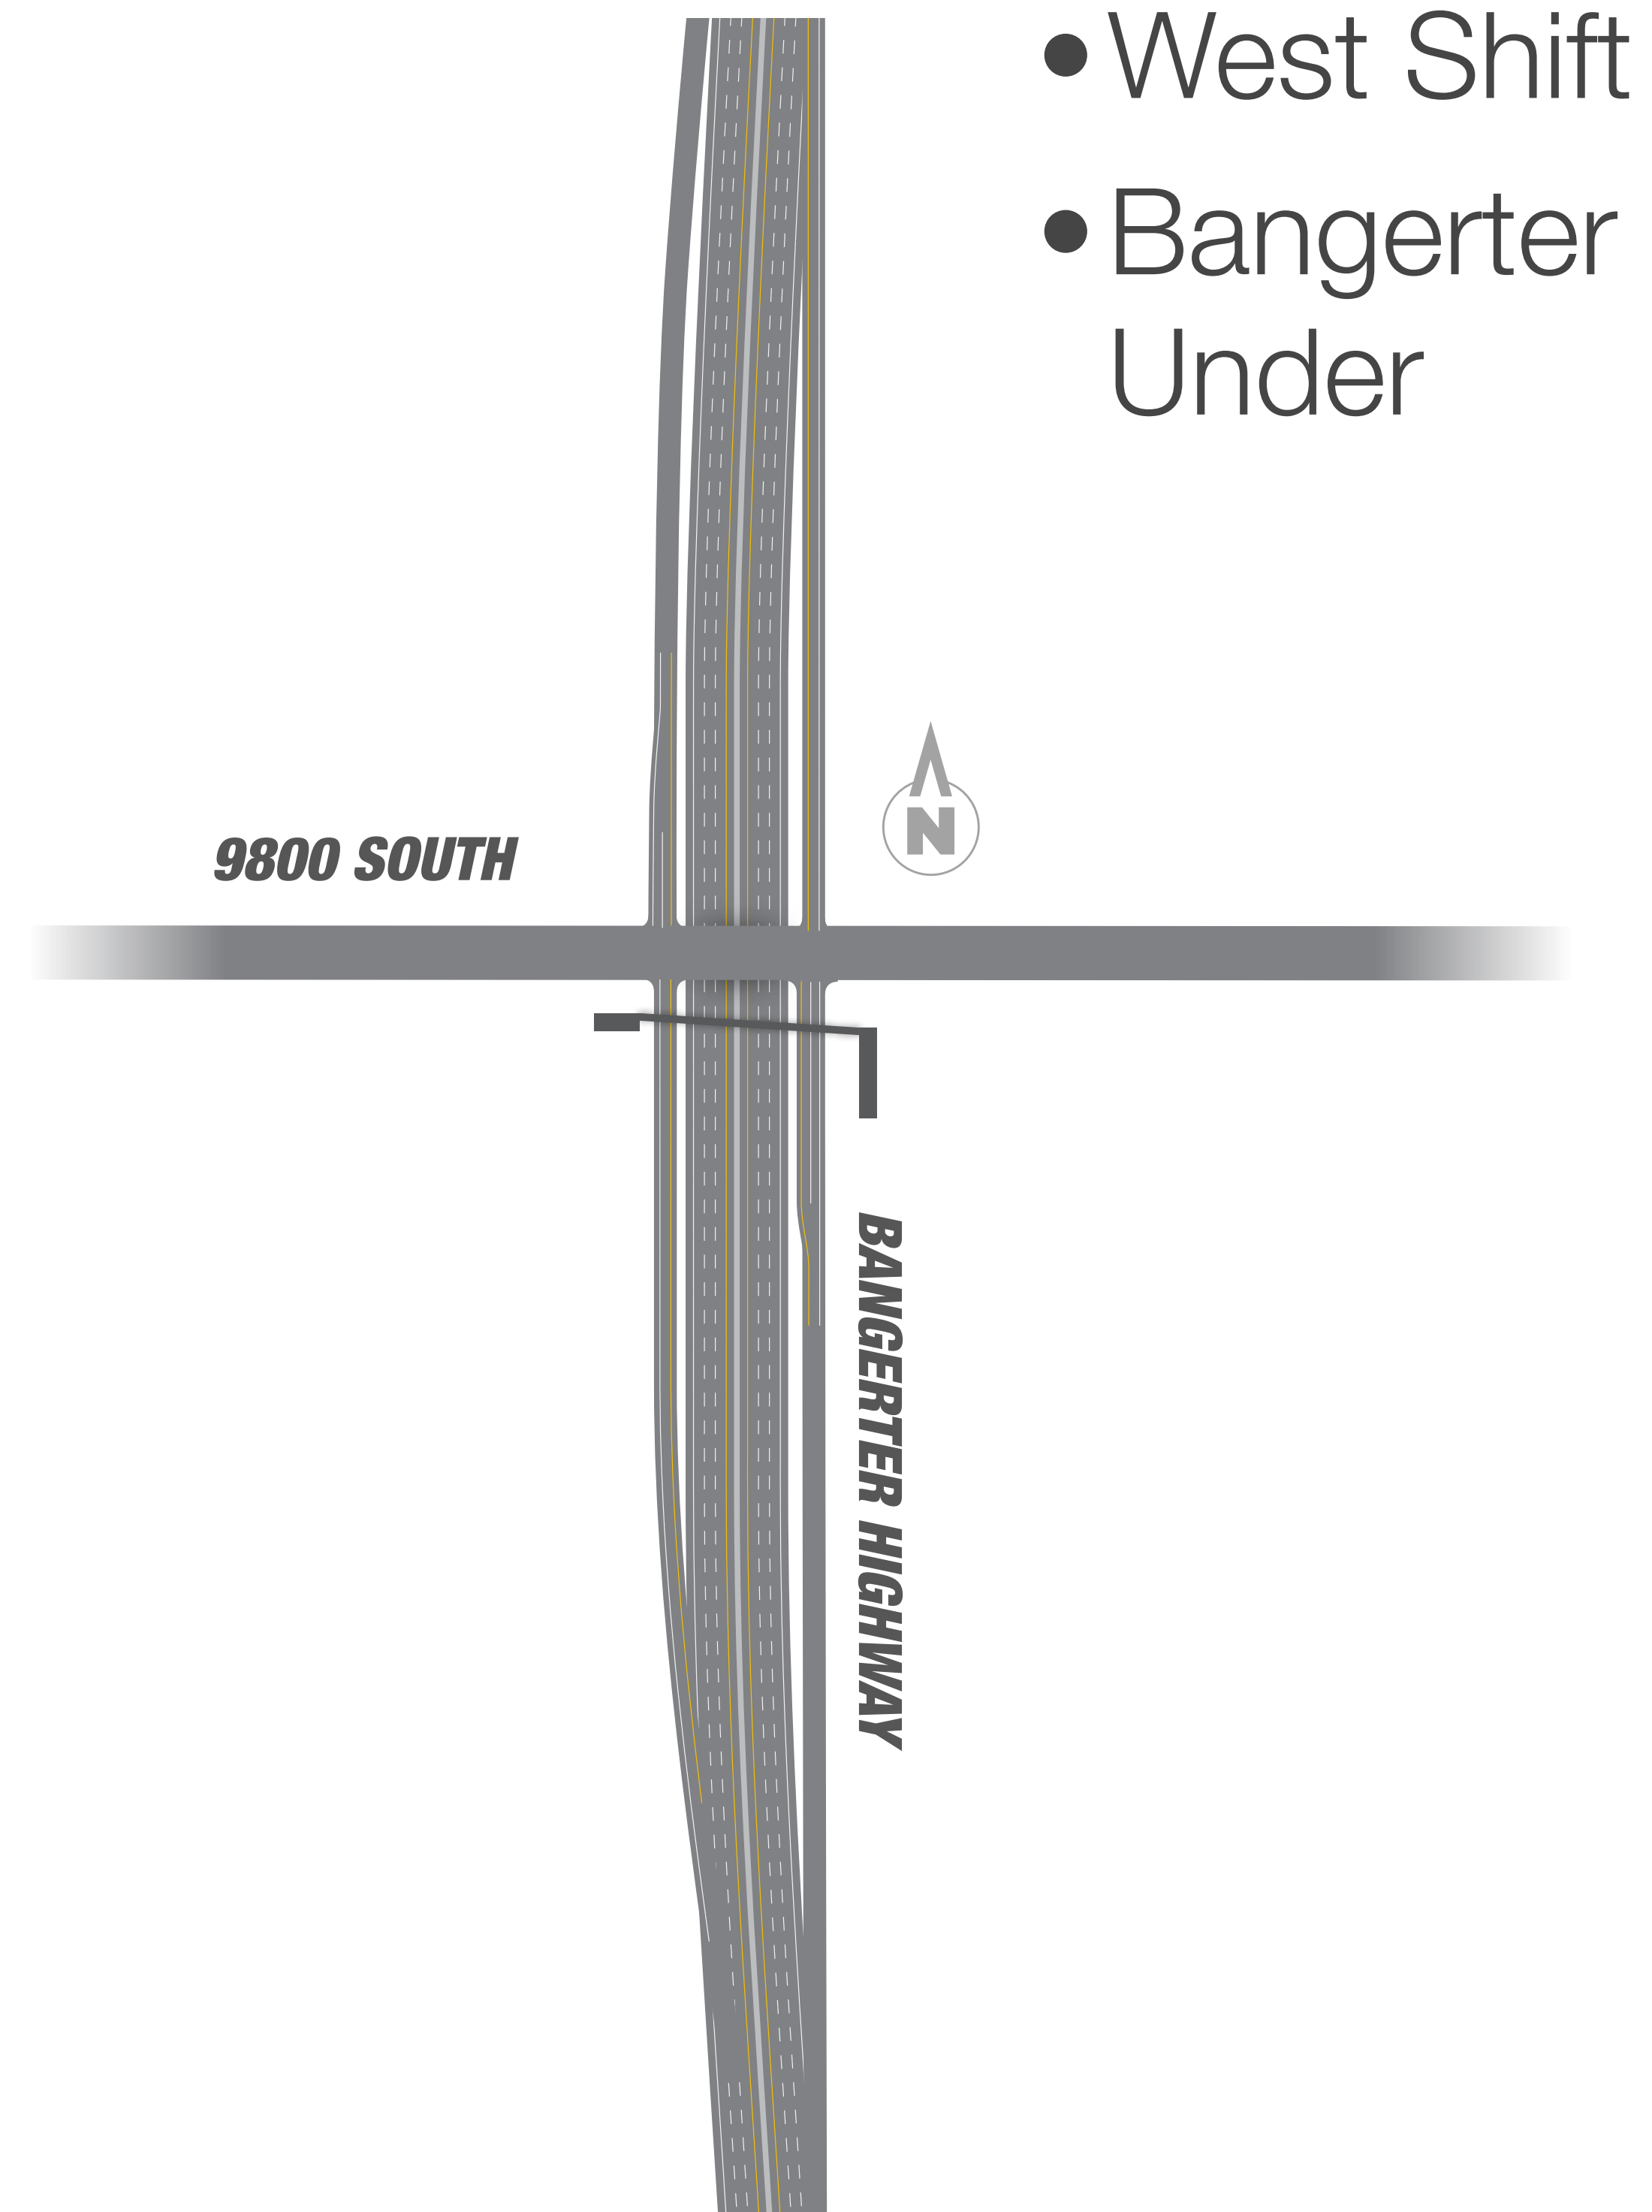 • West Shift
• Bangerter
Under
N
9800 SOUTH
BANGERTER HIGHWAY